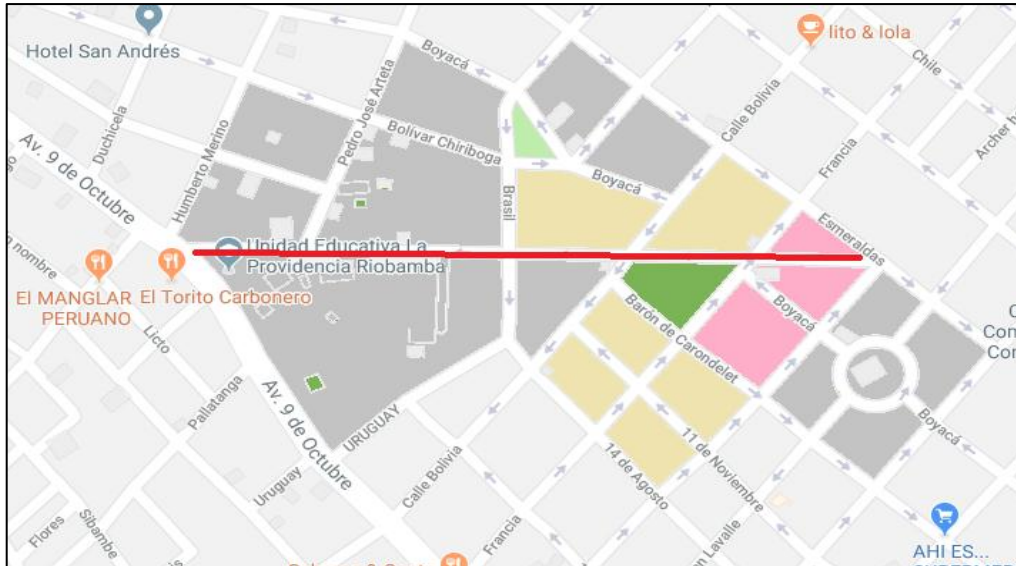 Hotel San Andrés
lito & lola
Boyacá
Chile
Duchicela
Pedro José Arteta
Calle Bolivia
Archer
Av. 9 de Octubre
Humberto Merino
Bolívar Chiriboga
Francia
Boyacá
Brasil
Esmeraldas
nombre
Unidad Educativa La
Providencia Riobamba
El MANGLAR
PERUANO
El Torito Carbonero
Boyacá
Barón de Carondelet
Licto
Pallatanga
Av. 9 de Octubre
URUGUAY
Boyacá
11 de Noviembre
14 de Agosto
Calle Bolivia
Uruguay
Flores
Sibambe
Francia
Lavalle
AHI ES...